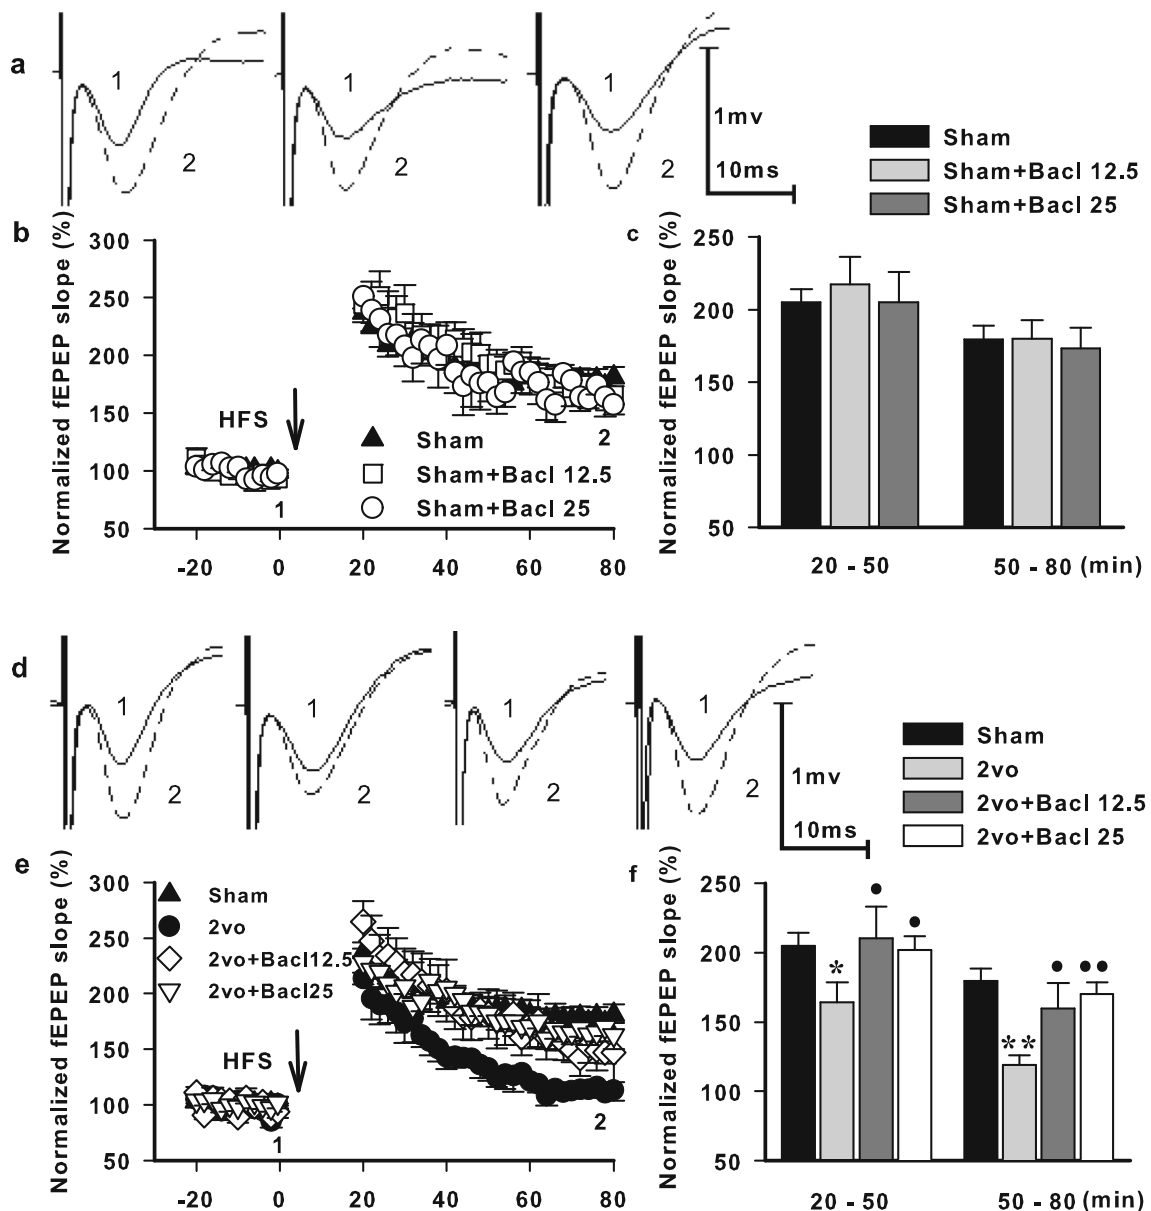 a
1
2
1
2
1
2
1mv
10ms
Sham
Sham+Bacl 12.5
Sham+Bacl 25
b
Normalized fEPEP slope (%)
300
250
200
150
100
50
HFS
1
2
Sham
Sham+Bacl 12.5
Sham+Bacl 25
-20
0
20
40
60
80
c
Normalized fEPEP slope (%)
250
200
150
100
50
20 - 50
50 - 80 (min)
d
1
2
1
2
1
2
1
2
1mv
10ms
Sham
2vo
2vo+Bacl 12.5
2vo+Bacl 25
e
Normalized fEPEP slope (%)
300
250
200
150
100
50
Sham
2vo
2vo+Bacl12.5
2vo+Bacl25
HFS
1
2
-20
0
20
40
60
80
f
Normalized fEPEP slope (%)
250
200
150
100
50
*
**
20 - 50
50 - 80 (min)